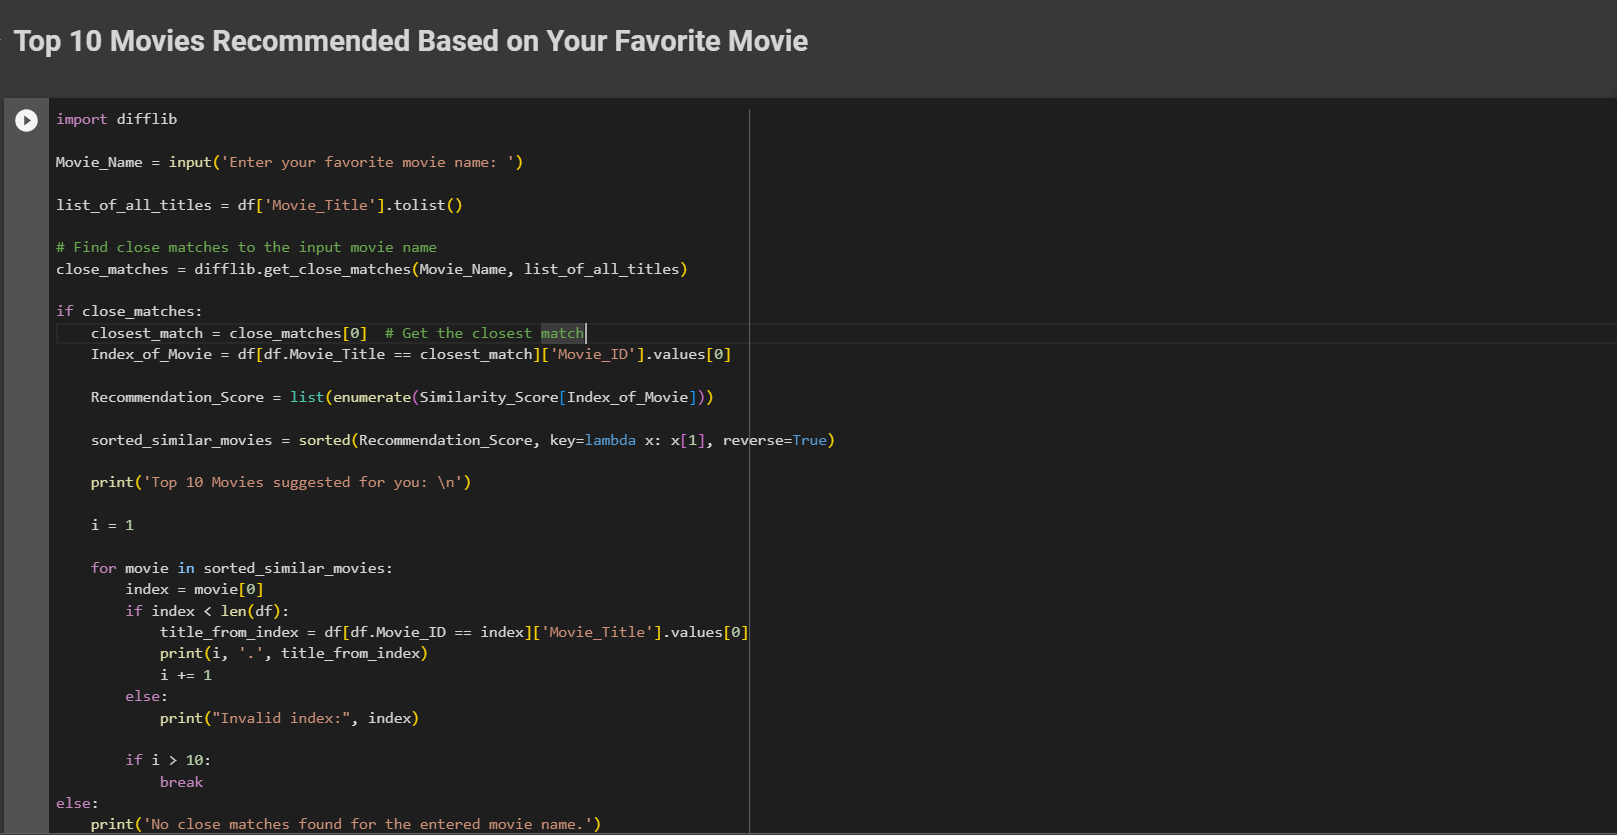 Top 10 Movies Recommended Based on Your Favorite Movie
import difflib
Movie_Name = input('Enter your favorite movie name: ')
list_of_all_titles = df['Movie_Title'].tolist()
# Find close matches to the input movie name
close_matches = difflib.get_close_matches(Movie_Name, list_of_all_titles)
if close_matches:
    closest_match = close_matches[0]  # Get the closest match
    Index_of_Movie = df[df.Movie_Title == closest_match]['Movie_ID'].values[0]
    Recommendation_Score = list(enumerate(Similarity_Score[Index_of_Movie]))
    sorted_similar_movies = sorted(Recommendation_Score, key=lambda x: x[1], reverse=True)
    print('Top 10 Movies suggested for you: \n')
    i = 1
    for movie in sorted_similar_movies:
        index = movie[0]
        if index < len(df):
            title_from_index = df[df.Movie_ID == index]['Movie_Title'].values[0]
            print(i, '.', title_from_index)
            i += 1
        else:
            print("Invalid index:", index)
        if i > 10:
            break
else:
    print('No close matches found for the entered movie name.')